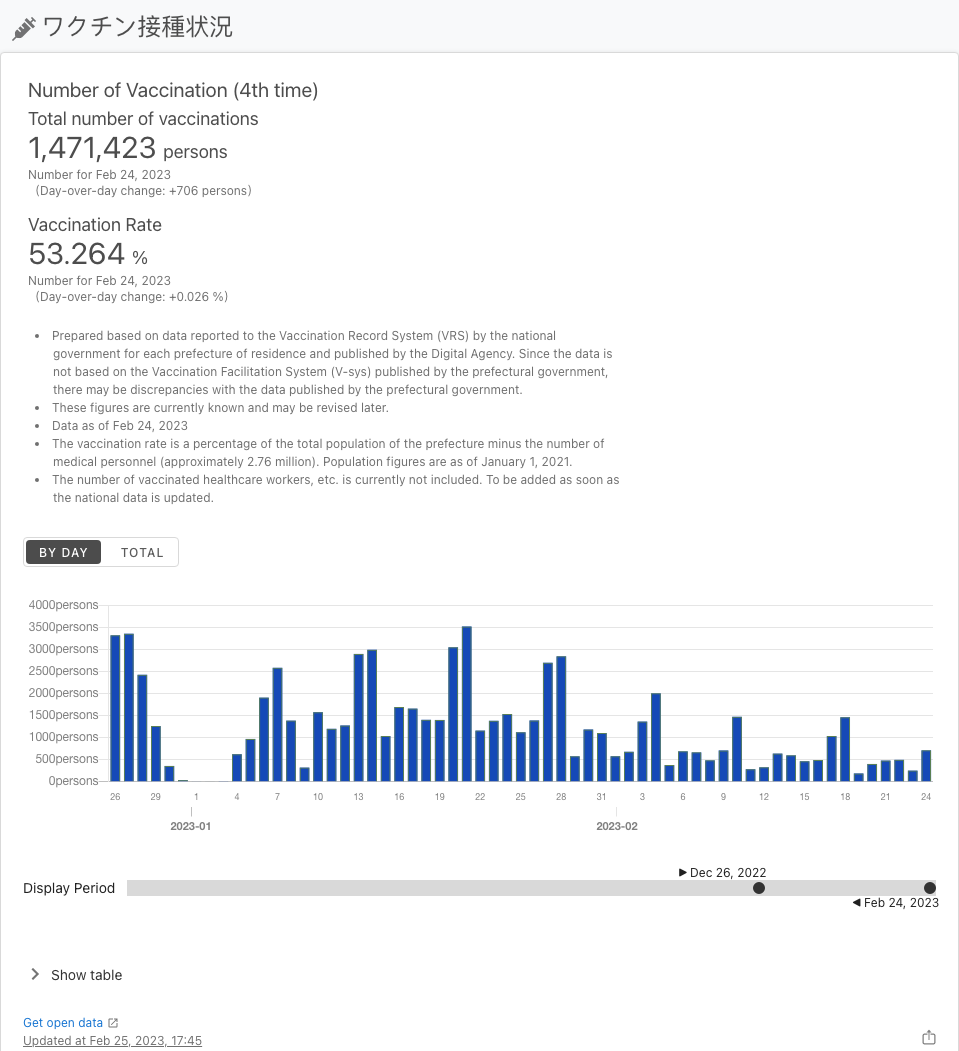 ワクチン接種状況
Number of Vaccination (4th time)
Total number of vaccinations
1,471,423 persons
Number for Feb 24, 2023
(Day-over-day change: +706 persons)
Vaccination Rate
53.264 %
Number for Feb 24, 2023
(Day-over-day change: +0.026 %)
• Prepared based on data reported to the Vaccination Record System (VRS) by the national
government for each prefecture of residence and published by the Digital Agency. Since the data is
not based on the Vaccination Facilitation System (V-sys) published by the prefectural government,
there may be discrepancies with the data published by the prefectural government.
• These figures are currently known and may be revised later.
• Data as of Feb 24, 2023
• The vaccination rate is a percentage of the total population of the prefecture minus the number of
medical personnel (approximately 2.76 million). Population figures are as of January 1, 2021.
• The number of vaccinated healthcare workers, etc. is currently not included. To be added as soon as
the national data is updated.
BY DAY TOTAL
4000persons
3500persons
3000persons
2500persons
2000persons
1500persons
1000persons
500persons
0persons
26 29 1 4 7 10 13 16 19 22 25 28 31 3 6 9 12 15 18 21 24
2023-01 2023-02
▶ Dec 26, 2022
Display Period
◀ Feb 24, 2023
Show table
Get open data
Updated at Feb 25, 2023, 17:45